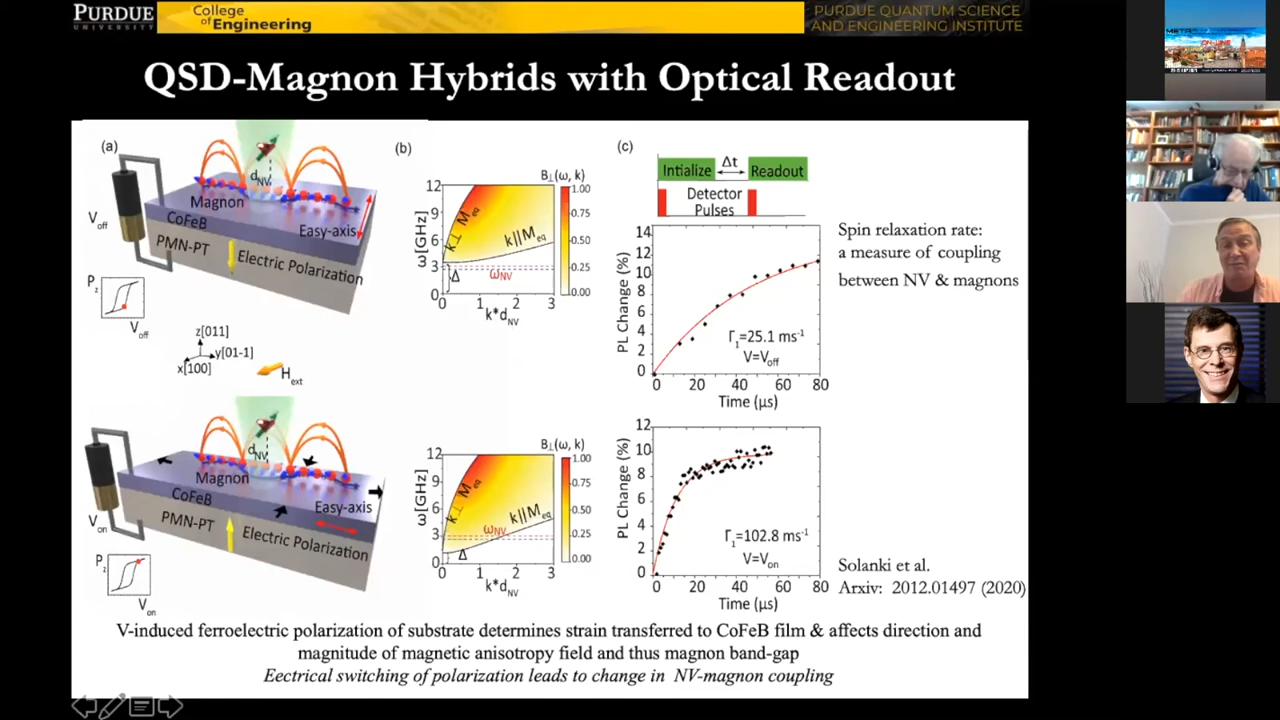 PURDUE
UNIVERSITY
College
of Engineering
PURDUE QUANTUM SCIENCE
AND ENGINEERING INSTITUTE
QSD-Magnon Hybrids with Optical Readout
(a)
d_NV
Magnon
CoFeB
Easy-axis
V_off
PMN-PT
Electric Polarization
P_z
V_off
z[011]
y[01-1]
x[100]
H_ext
d_NV
Magnon
CoFeB
Easy-axis
V_on
PMN-PT
Electric Polarization
P_z
V_on
(b)
B⊥(ω, k)
ω[GHz]
12
9
6
3
0
k ⊥ M_eq
k||M_eq
Δ
ω_NV
0 1 2 3
k*d_NV
1.00
0.75
0.50
0.25
0.00
B⊥(ω, k)
ω[GHz]
12
9
6
3
0
k ⊥ M_eq
k||M_eq
ω_NV
Δ
0 1 2 3
k*d_NV
1.00
0.75
0.50
0.25
0.00
(c)
Intialize Δt Readout
Detector
Pulses
PL Change (%)
14
12
10
8
6
4
2
0
Γ₁=25.1 ms⁻¹
V=V_off
0 20 40 60 80
Time (μs)
PL Change (%)
12
10
8
6
4
2
0
Γ₁=102.8 ms⁻¹
V=V_on
0 20 40 60 80
Time (μs)
Spin relaxation rate:
a measure of coupling
between NV & magnons
Solanki et al.
Arxiv: 2012.01497 (2020)
V-induced ferroelectric polarization of substrate determines strain transferred to CoFeB film & affects direction and
magnitude of magnetic anisotropy field and thus magnon band-gap
Eectrical switching of polarization leads to change in NV-magnon coupling
META
ON-LINE